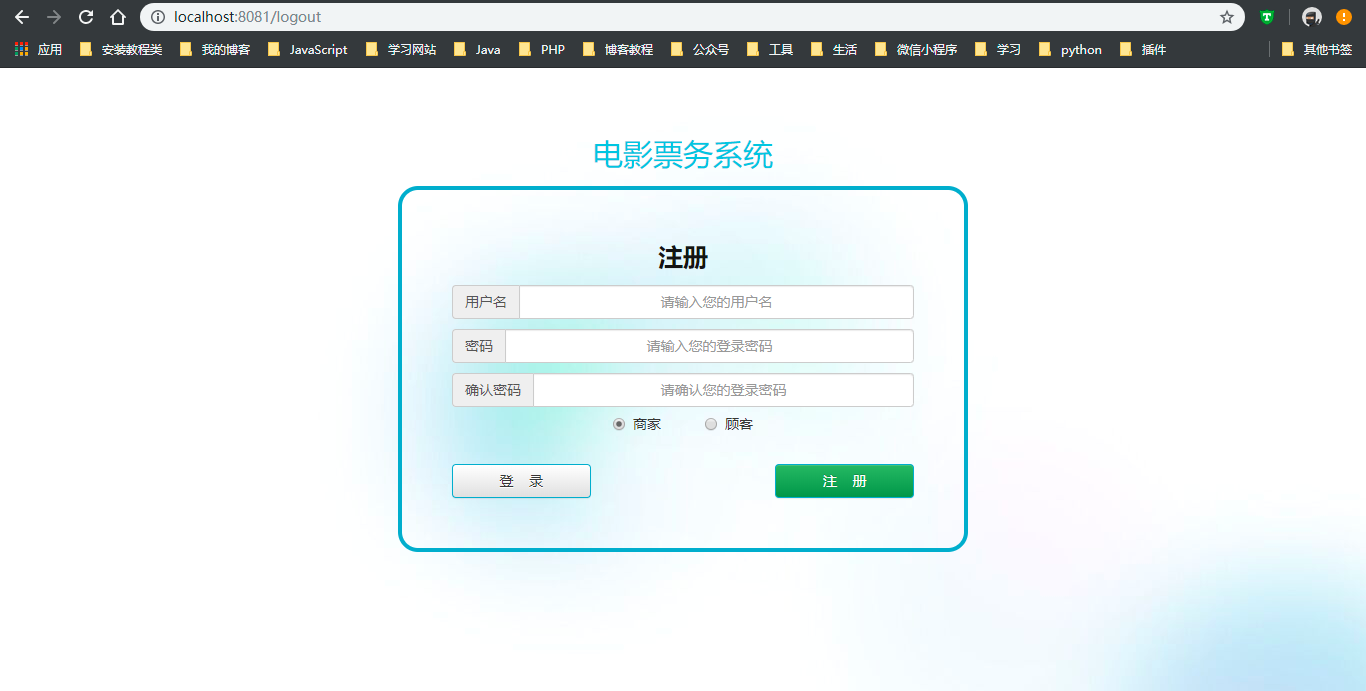 localhost:8081/logout
应用 安装教程类 我的博客 JavaScript 学习网站 Java PHP 博客教程 公众号 工具 生活 微信小程序 学习 python 插件 其他书签
电影票务系统
注册
用户名 请输入您的用户名
密码 请输入您的登录密码
确认密码 请确认您的登录密码
商家 顾客
登 录 注 册